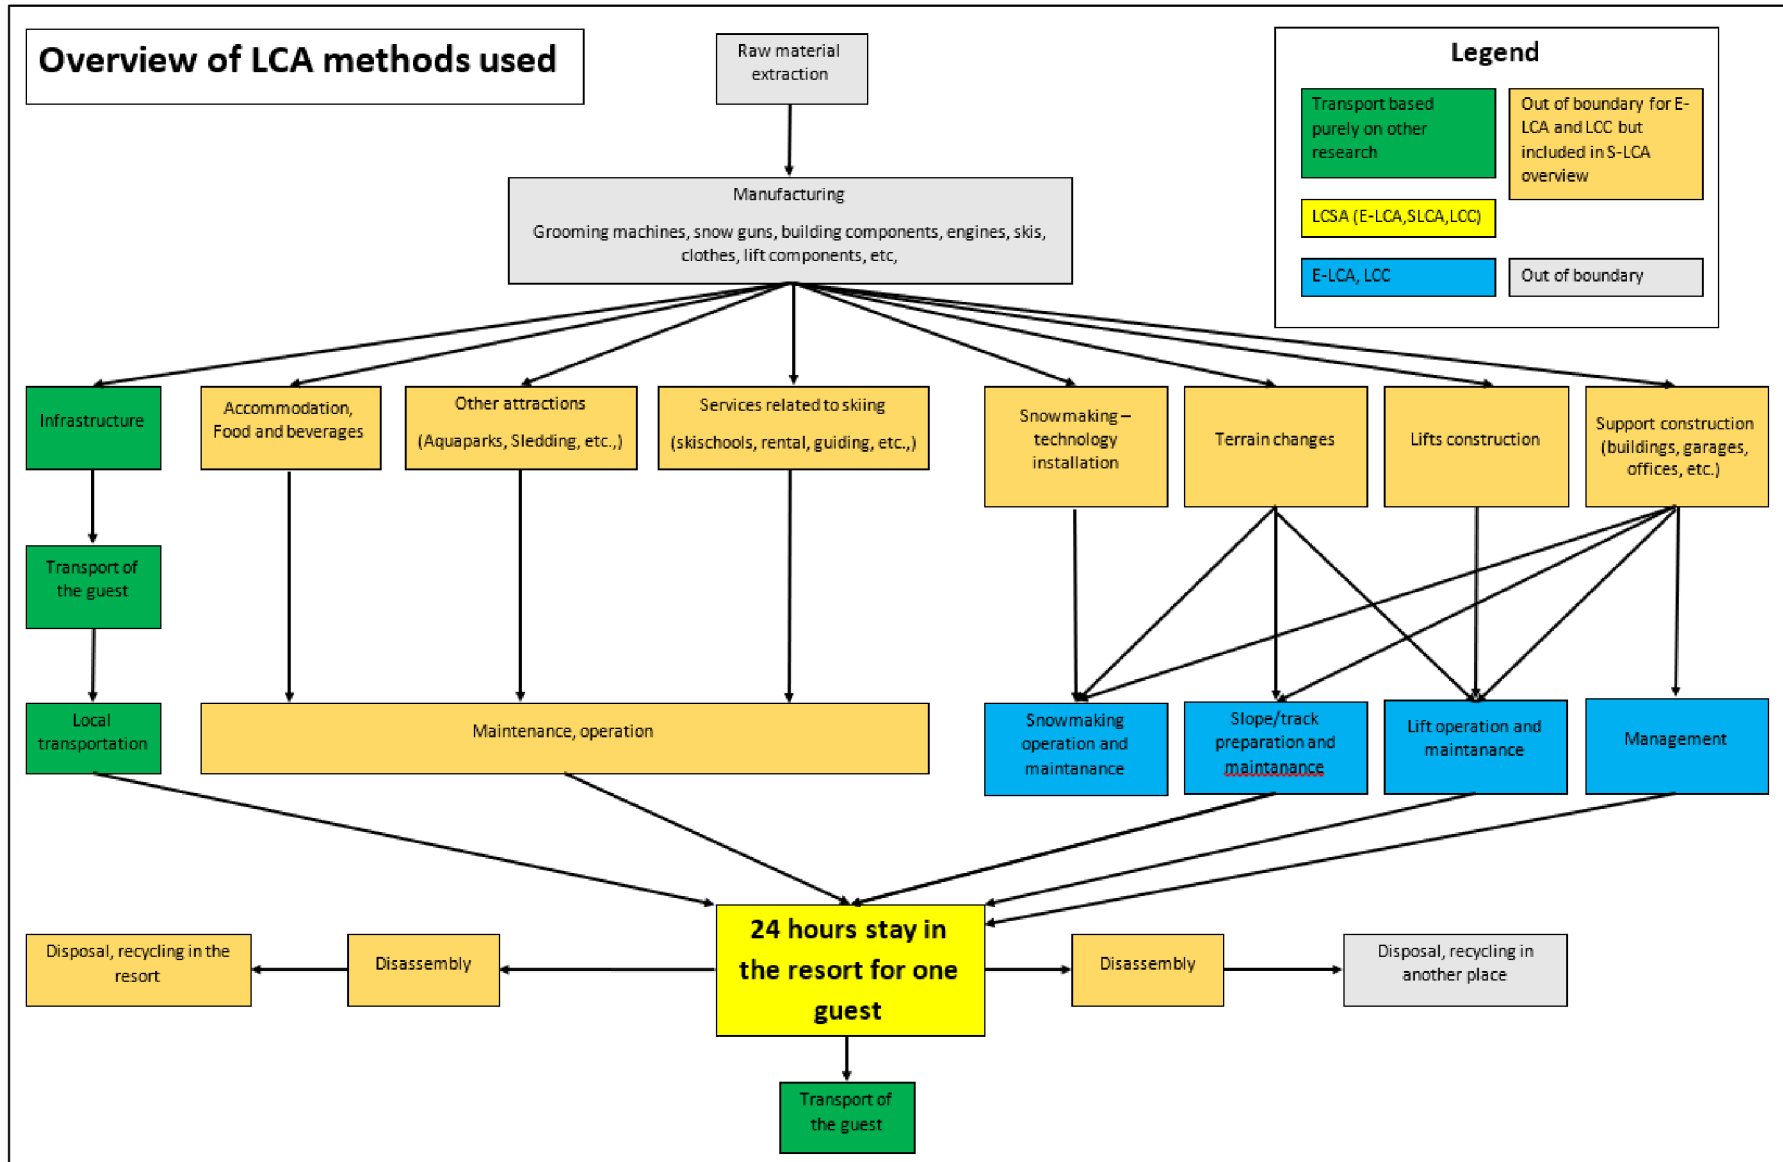 Overview of LCA methods used
Raw material
extraction
Legend
Transport based
purely on other
research
Out of boundary for E-
LCA and LCC but
included in S-LCA
overview
LCSA (E-LCA,SLCA,LCC)
E-LCA, LCC
Out of boundary
Manufacturing
Grooming machines, snow guns, building components, engines, skis,
clothes, lift components, etc,
Infrastructure
Accommodation,
Food and beverages
Other attractions
(Aquaparks, Sledding, etc.,)
Services related to skiing
(skischools, rental, guiding, etc.,)
Snowmaking –
technology
installation
Terrain changes
Lifts construction
Support construction
(buildings, garages,
offices, etc.)
Transport of
the guest
Local
transportation
Maintenance, operation
Snowmaking
operation and
maintanance
Slope/track
preparation and
maintanance
Lift operation and
maintanance
Management
Disposal, recycling in the
resort
Disassembly
24 hours stay in
the resort for one
guest
Disassembly
Disposal, recycling in
another place
Transport of
the guest